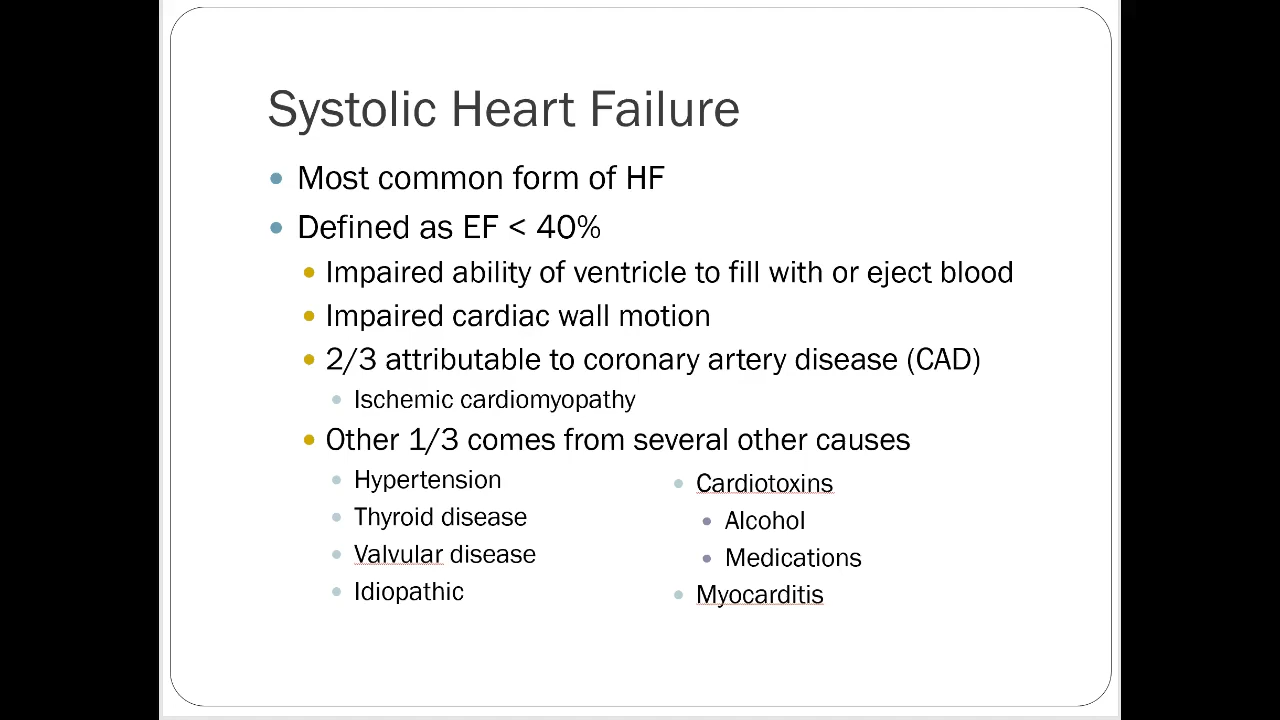 Systolic Heart Failure
Most common form of HF
Defined as EF < 40%
Impaired ability of ventricle to fill with or eject blood
Impaired cardiac wall motion
2/3 attributable to coronary artery disease (CAD)
Ischemic cardiomyopathy
Other 1/3 comes from several other causes
Hypertension
Thyroid disease
Valvular disease
Idiopathic
Cardiotoxins
Alcohol
Medications
Myocarditis